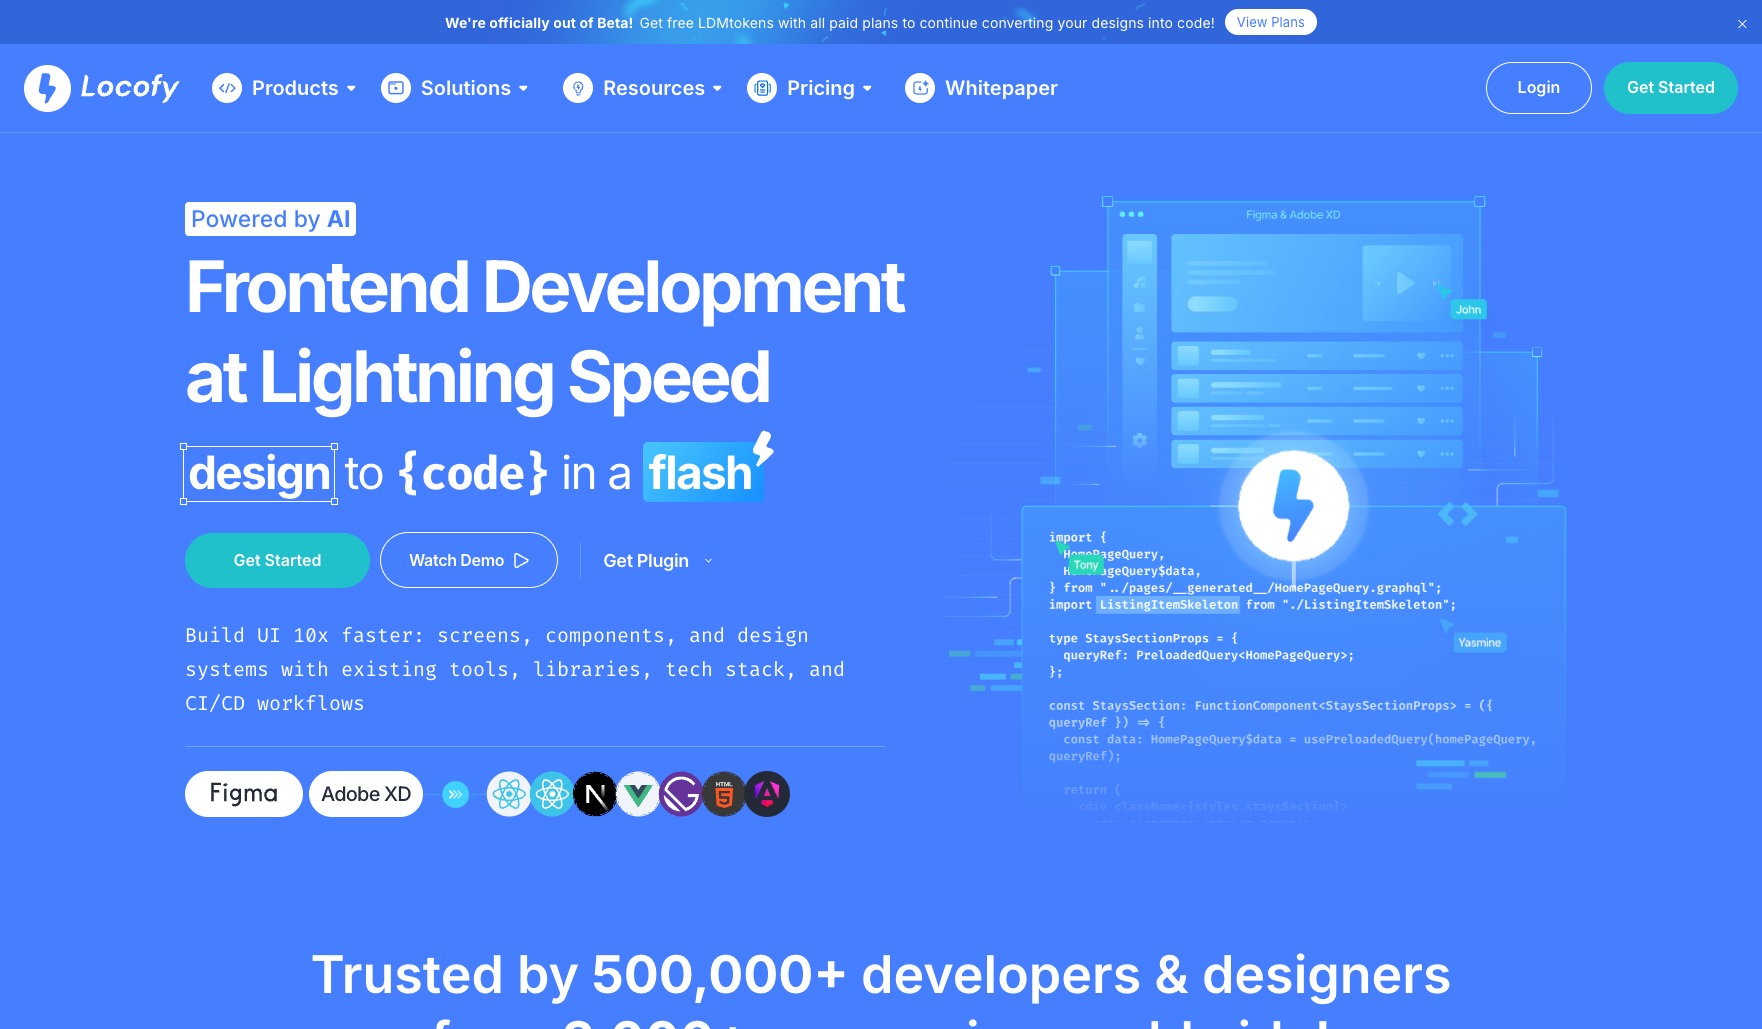 We're officially out of Beta! Get free LDMtokens with all paid plans to continue converting your designs into code! View Plans
Locofy Products Solutions Resources Pricing Whitepaper Login Get Started
Powered by AI
Frontend Development
at Lightning Speed
design to {code} in a flash
Get Started Watch Demo Get Plugin
Build UI 10x faster: screens, components, and design
systems with existing tools, libraries, tech stack, and
CI/CD workflows
Figma Adobe XD N HTML 5
Figma & Adobe XD
John
import {
HomePageQuery,
Tony
HomePageQuery$data,
} from "../pages/__generated__/HomePageQuery.graphql";
import ListingItemSkeleton from "./ListingItemSkeleton";
type StaysSectionProps = {
Yasmine
queryRef: PreloadedQuery<HomePageQuery>;
};
const StaysSection: FunctionComponent<StaysSectionProps> = ({
queryRef }) => {
const data: HomePageQuery$data = usePreloadedQuery(homePageQuery,
queryRef);
return (
<div className={styles.staysSection}>
Trusted by 500,000+ developers & designers